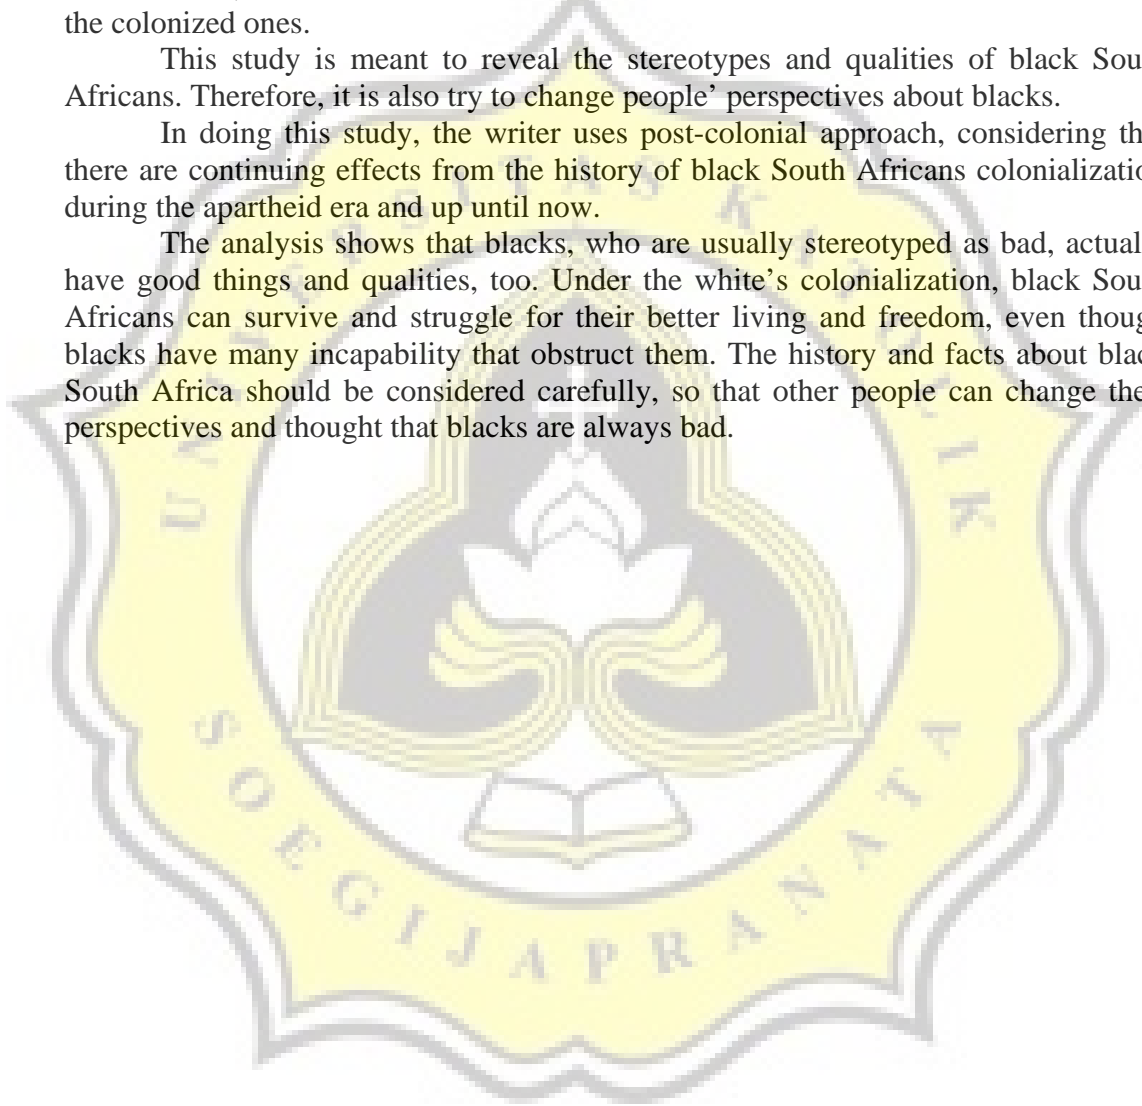 the colonized ones.
This study is meant to reveal the stereotypes and qualities of black Sou
Africans. Therefore, it is also try to change people’ perspectives about blacks.
In doing this study, the writer uses post-colonial approach, considering th
there are continuing effects from the history of black South Africans colonializatio
during the apartheid era and up until now.
The analysis shows that blacks, who are usually stereotyped as bad, actual
have good things and qualities, too. Under the white’s colonialization, black Sou
Africans can survive and struggle for their better living and freedom, even thoug
blacks have many incapability that obstruct them. The history and facts about blac
South Africa should be considered carefully, so that other people can change the
perspectives and thought that blacks are always bad.
UNIVERSITAS KATOLIK
SOEGIJAPRANATA